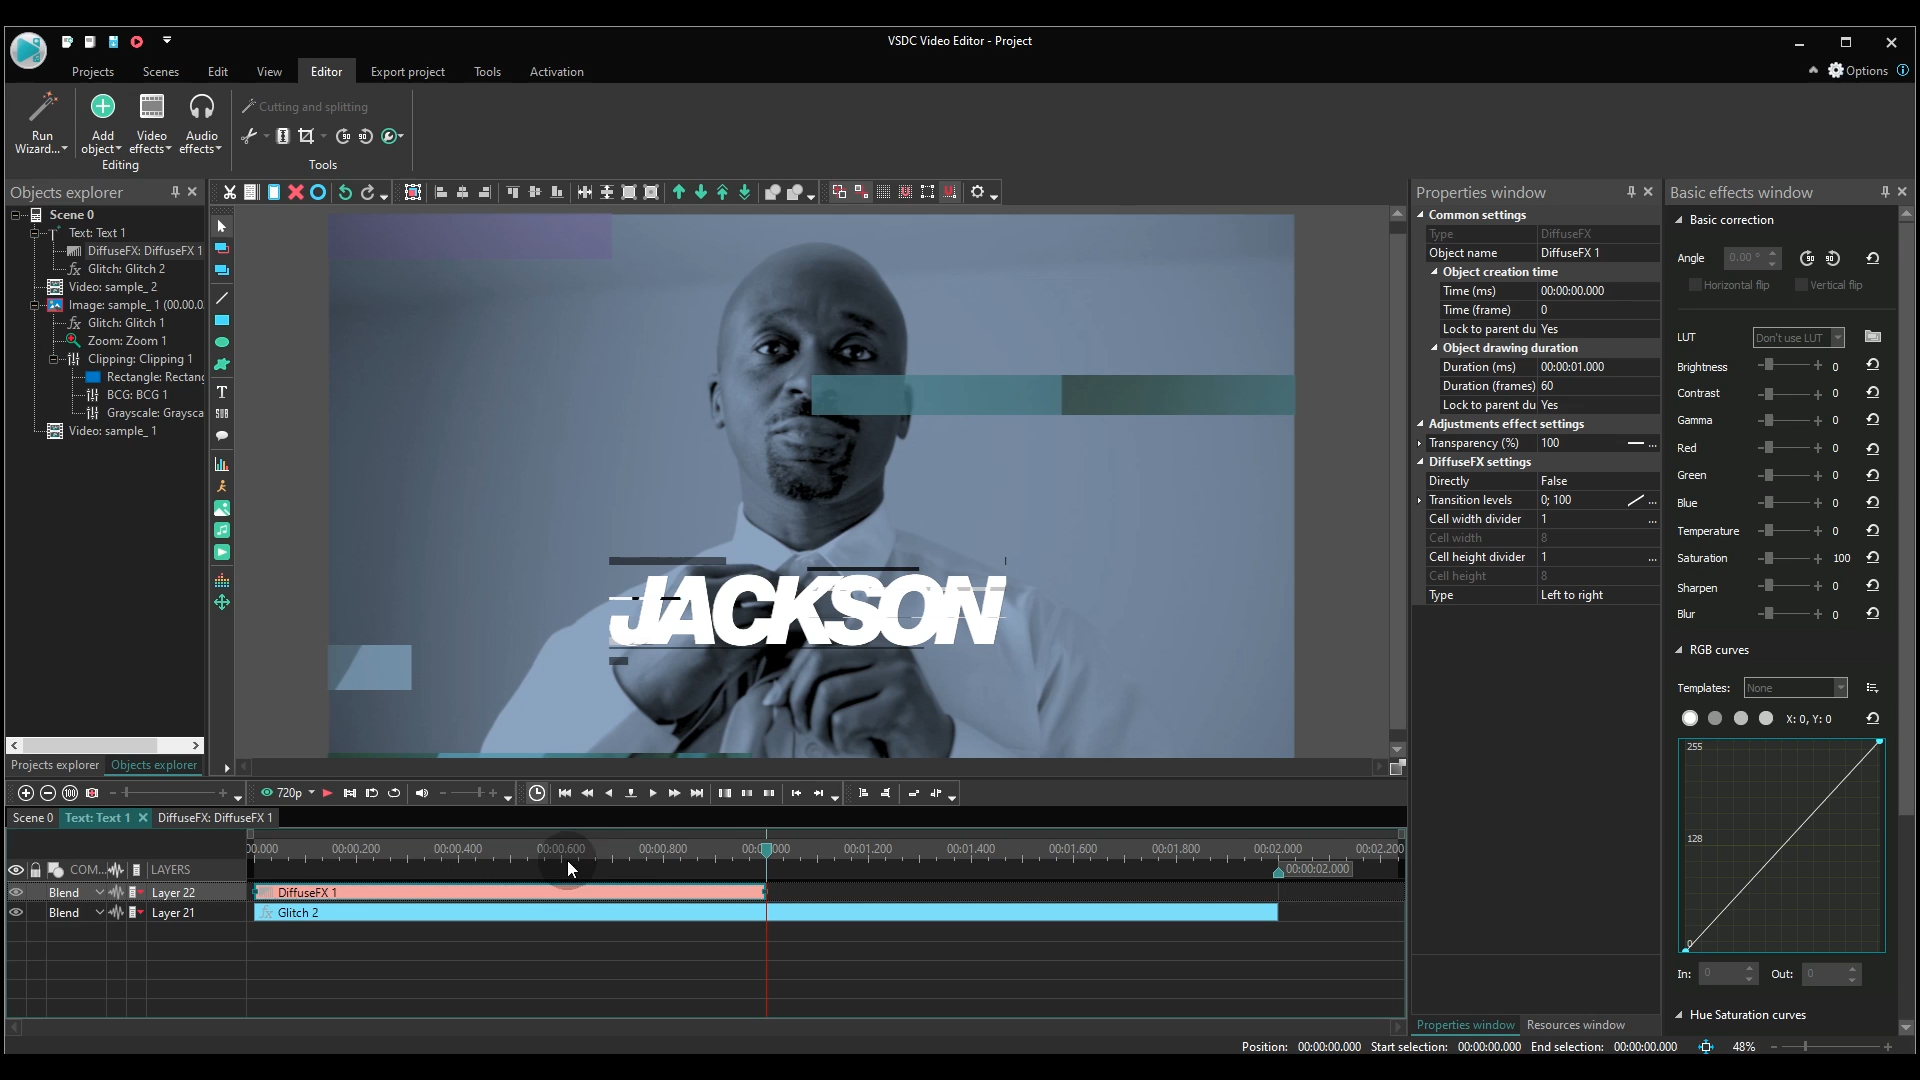 VSDC Video Editor - Project
Projects
Scenes
Edit
View
Editor
Export project
Tools
Activation
Options
Run
Wizard...
Add
object
Video
effects
Audio
effects
Editing
Cutting and splitting
Tools
Objects explorer
Scene 0
Text: Text 1
DiffuseFX: DiffuseFX 1
Glitch: Glitch 2
Video: sample_ 2
Image: sample_ 1 (00.00.0
Glitch: Glitch 1
Zoom: Zoom 1
Clipping: Clipping 1
Rectangle: Rectang
BCG: BCG 1
Grayscale: Graysca
Video: sample_ 1
Projects explorer
Objects explorer
JACKSON
Properties window
Common settings
Type DiffuseFX
Object name DiffuseFX 1
Object creation time
Time (ms) 00:00:00.000
Time (frame) 0
Lock to parent du Yes
Object drawing duration
Duration (ms) 00:00:01.000
Duration (frames) 60
Lock to parent du Yes
Adjustments effect settings
Transparency (%) 100 ...
DiffuseFX settings
Directly False
Transition levels 0; 100 ...
Cell width divider 1 ...
Cell width 8
Cell height divider 1 ...
Cell height 8
Type Left to right
Properties window
Resources window
Basic effects window
Basic correction
Angle 0.00 °
Horizontal flip Vertical flip
LUT Don't use LUT
Brightness 0
Contrast 0
Gamma 0
Red 0
Green 0
Blue 0
Temperature 0
Saturation 100
Sharpen 0
Blur 0
RGB curves
Templates: None
X: 0, Y: 0
255
128
0
In: 0 Out: 0
Hue Saturation curves
720p
Scene 0 Text: Text 1 DiffuseFX: DiffuseFX 1
00:00.200 00:00.400 00:00.600 00:00.800 00:01.200 00:01.400 00:01.600 00:01.800 00:02.000 00:02.200
COM... LAYERS
00:00:02.000
Blend Layer 22 DiffuseFX 1
Blend Layer 21 Glitch 2
Position: 00:00:00.000 Start selection: 00:00:00.000 End selection: 00:00:00.000 48%